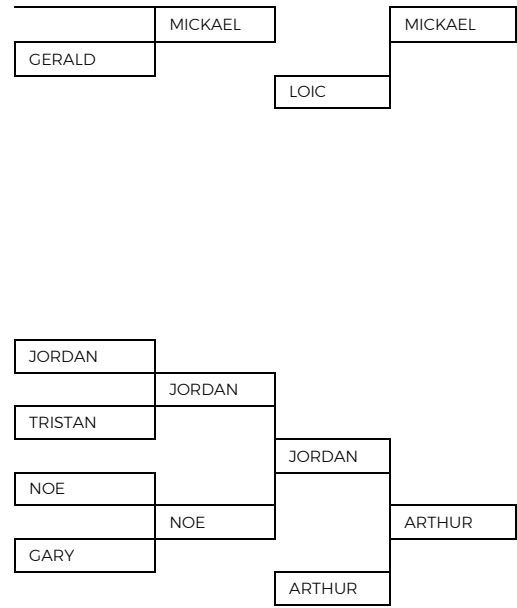 MICKAEL
MICKAEL
GERALD
LOIC
JORDAN
JORDAN
TRISTAN
JORDAN
NOE
NOE
ARTHUR
GARY
ARTHUR